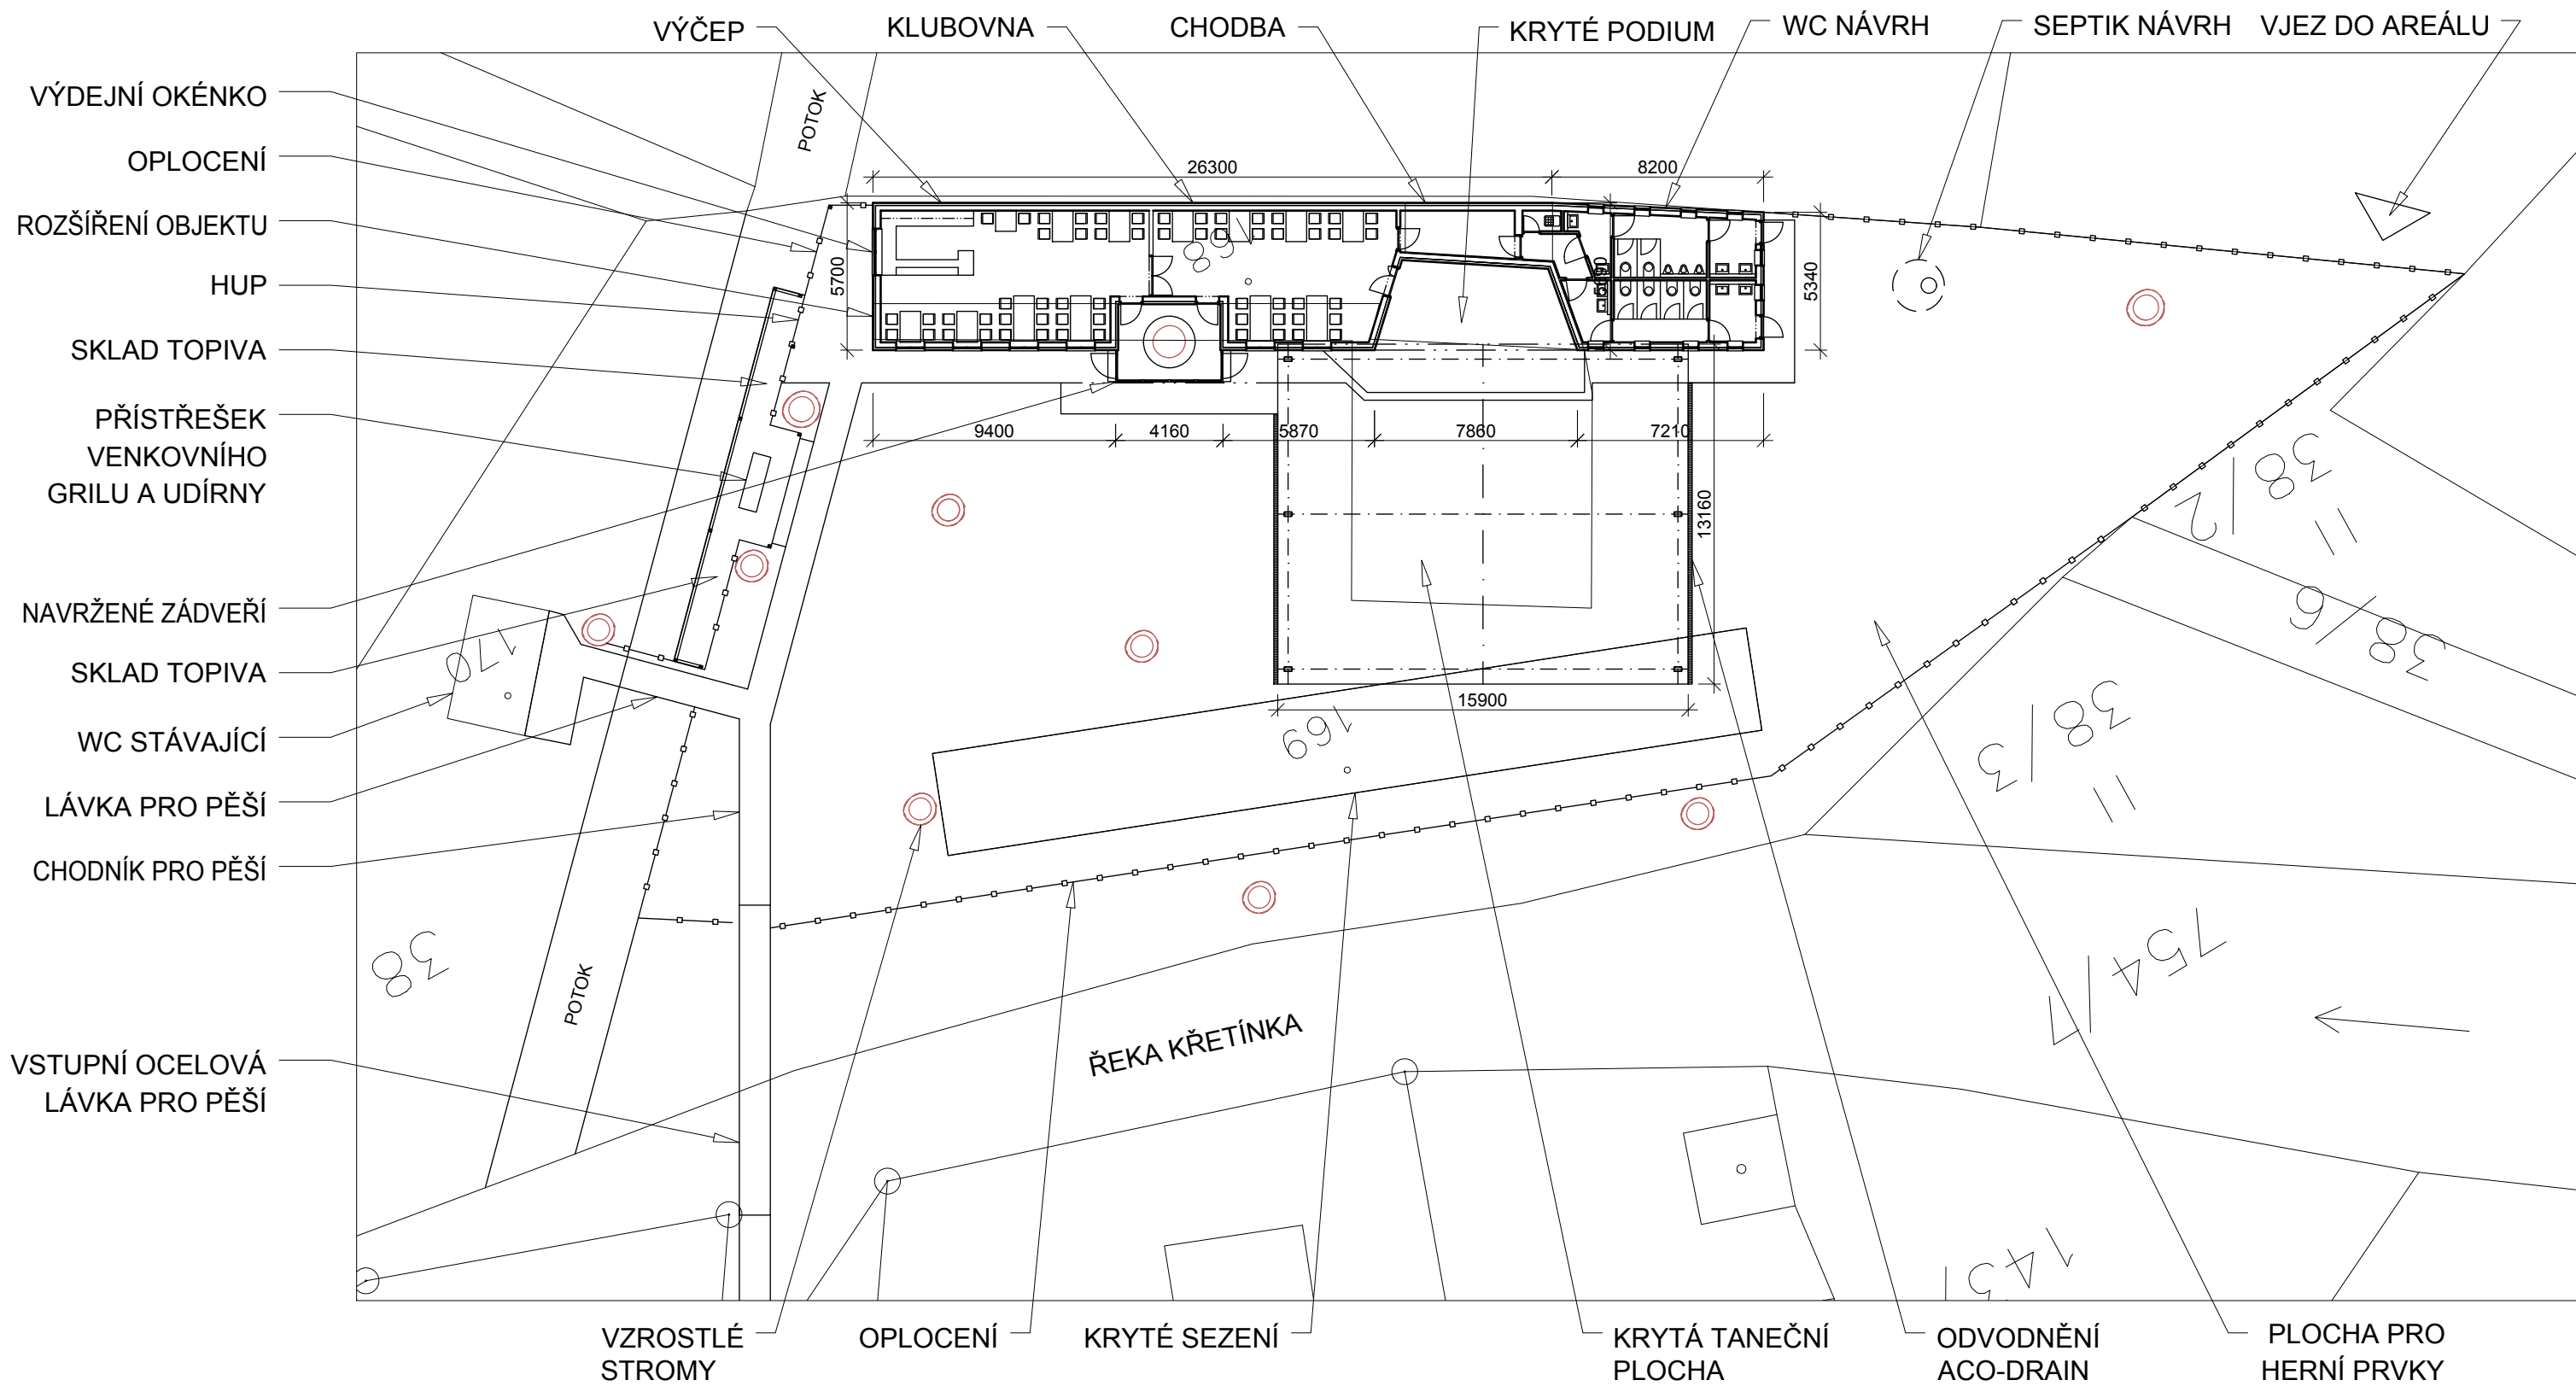 VÝČEP
KLUBOVNA
CHODBA
KRYTÉ PODIUM
WC NÁVRH
SEPTIK NÁVRH
VJEZ DO AREÁLU
VÝDEJNÍ OKÉNKO
OPLOCENÍ
ROZŠÍŘENÍ OBJEKTU
HUP
SKLAD TOPIVA
PŘÍSTŘEŠEK
VENKOVNÍHO
GRILU A UDÍRNY
NAVRŽENÉ ZÁDVEŘÍ
SKLAD TOPIVA
WC STÁVAJÍCÍ
LÁVKA PRO PĚŠÍ
CHODNÍK PRO PĚŠÍ
VSTUPNÍ OCELOVÁ
LÁVKA PRO PĚŠÍ
POTOK
26300
8200
5700
168
5340
9400
4160
5870
7860
7210
13160
15900
170
169
38/2
38/6
38/3
38
754/7
POTOK
ŘEKA KŘETÍNKA
VZROSTLÉ
STROMY
OPLOCENÍ
KRYTÉ SEZENÍ
KRYTÁ TANEČNÍ
PLOCHA
ODVODNĚNÍ
ACO-DRAIN
PLOCHA PRO
HERNÍ PRVKY